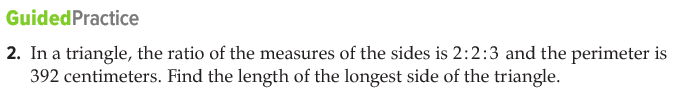 GuidedPractice
2. In a triangle, the ratio of the measures of the sides is 2:2:3 and the perimeter is
392 centimeters. Find the length of the longest side of the triangle.